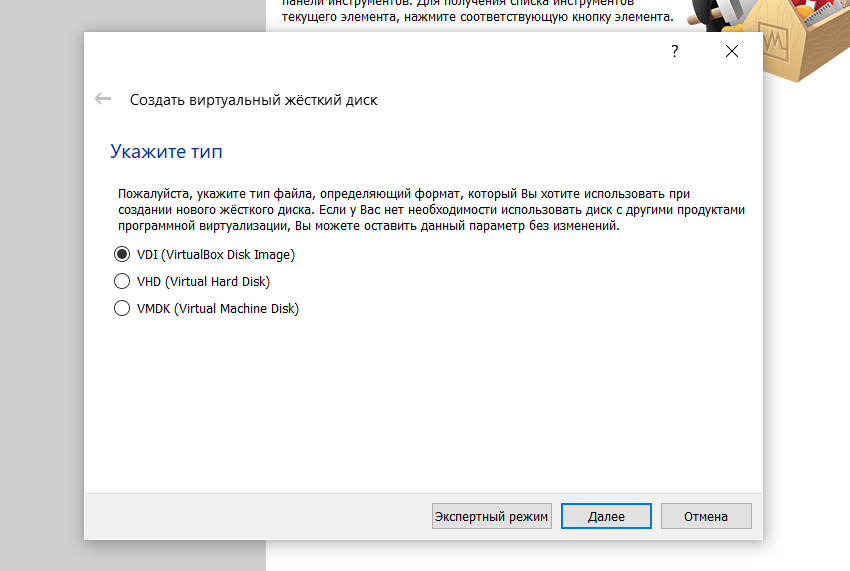 панели инструментов. Для получения списка инструментов
текущего элемента, нажмите соответствующую кнопку элемента.
?
Создать виртуальный жёсткий диск
Укажите тип
Пожалуйста, укажите тип файла, определяющий формат, который Вы хотите использовать при
создании нового жёсткого диска. Если у Вас нет необходимости использовать диск с другими продуктами
программной виртуализации, Вы можете оставить данный параметр без изменений.
VDI (VirtualBox Disk Image)
VHD (Virtual Hard Disk)
VMDK (Virtual Machine Disk)
Экспертный режим Далее Отмена